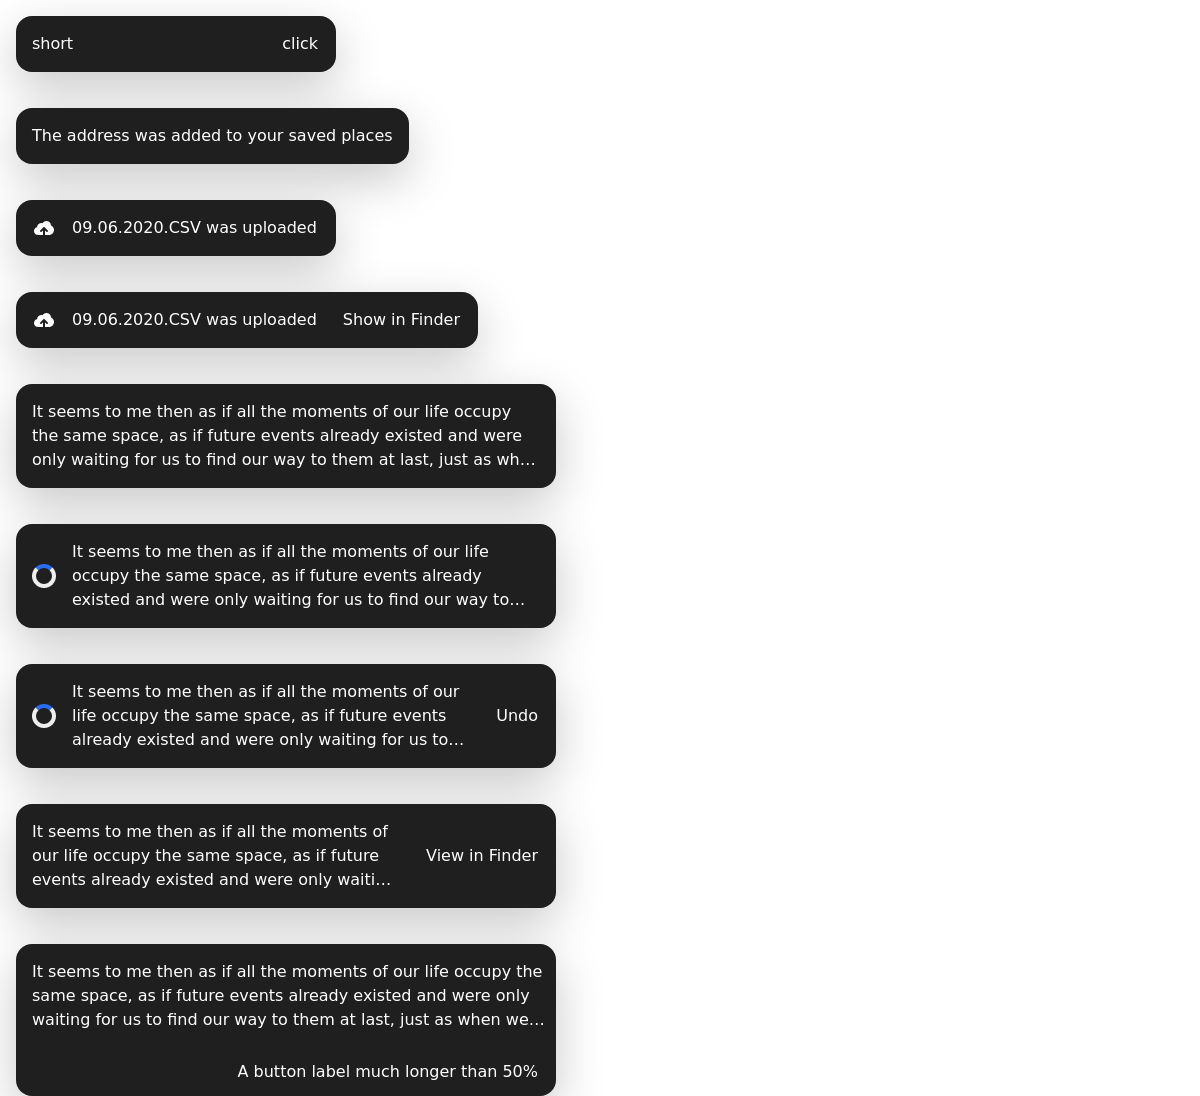 short click
The address was added to your saved places
09.06.2020.CSV was uploaded
09.06.2020.CSV was uploaded Show in Finder
It seems to me then as if all the moments of our life occupy
the same space, as if future events already existed and were
only waiting for us to find our way to them at last, just as wh…
It seems to me then as if all the moments of our life
occupy the same space, as if future events already
existed and were only waiting for us to find our way to…
It seems to me then as if all the moments of our
life occupy the same space, as if future events
already existed and were only waiting for us to…
Undo
It seems to me then as if all the moments of
our life occupy the same space, as if future
events already existed and were only waiti…
View in Finder
It seems to me then as if all the moments of our life occupy the
same space, as if future events already existed and were only
waiting for us to find our way to them at last, just as when we…
A button label much longer than 50%